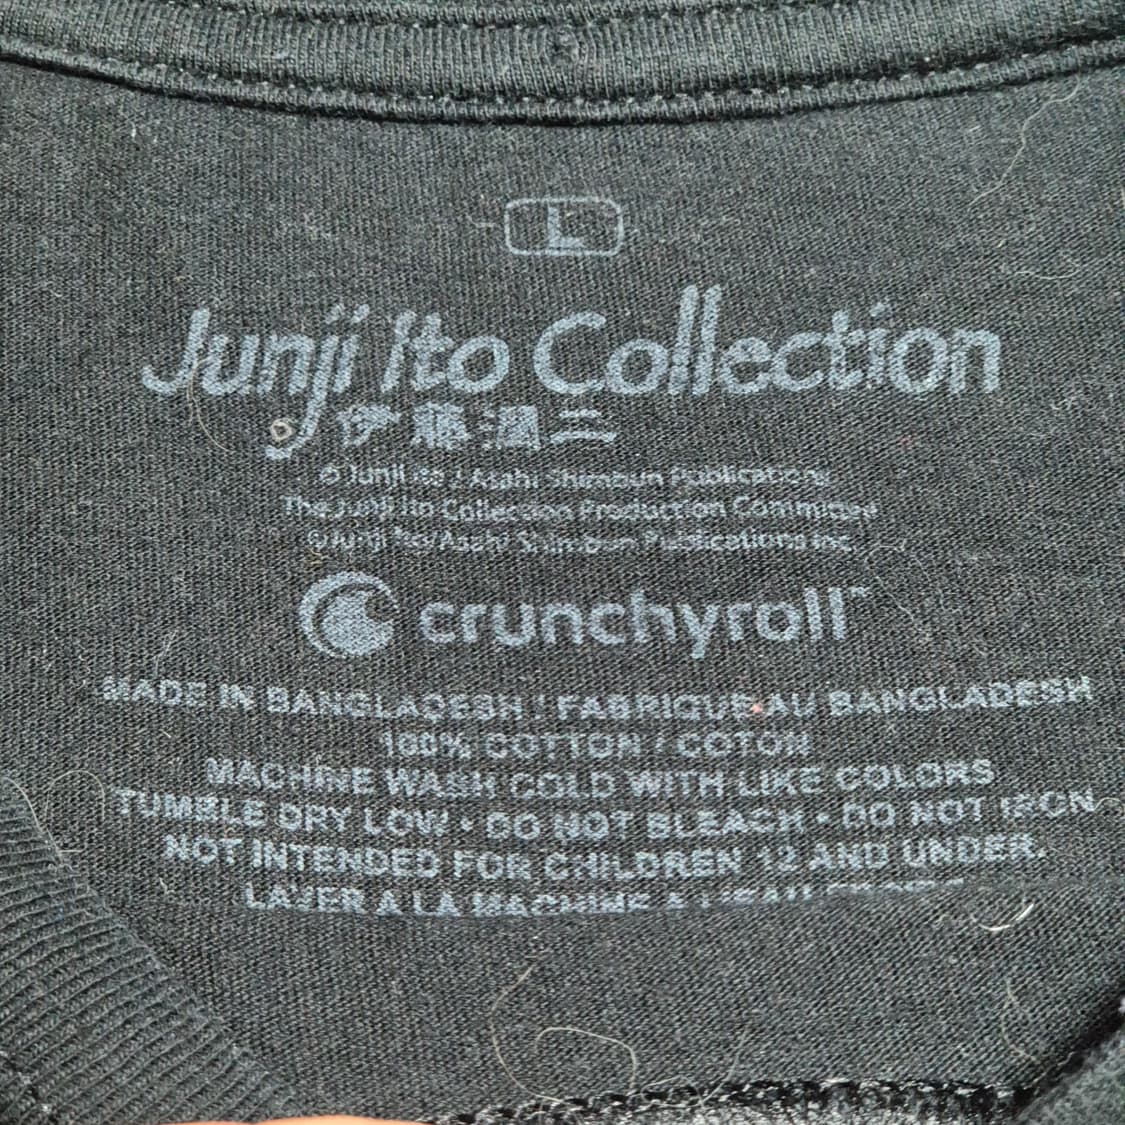 L
Junji Ito Collection
伊藤潤二
© Junji Ito / Asahi Shimbun Publications,
The Junji Ito Collection Production Committee
© Junji Ito/Asahi Shimbun Publications Inc.
crunchyroll™
MADE IN BANGLADESH / FABRIQUE AU BANGLADESH
100% COTTON / COTON
MACHINE WASH COLD WITH LIKE COLORS
TUMBLE DRY LOW • DO NOT BLEACH • DO NOT IRON
NOT INTENDED FOR CHILDREN 12 AND UNDER.
LAVER A LA MACHINE A L'EAU